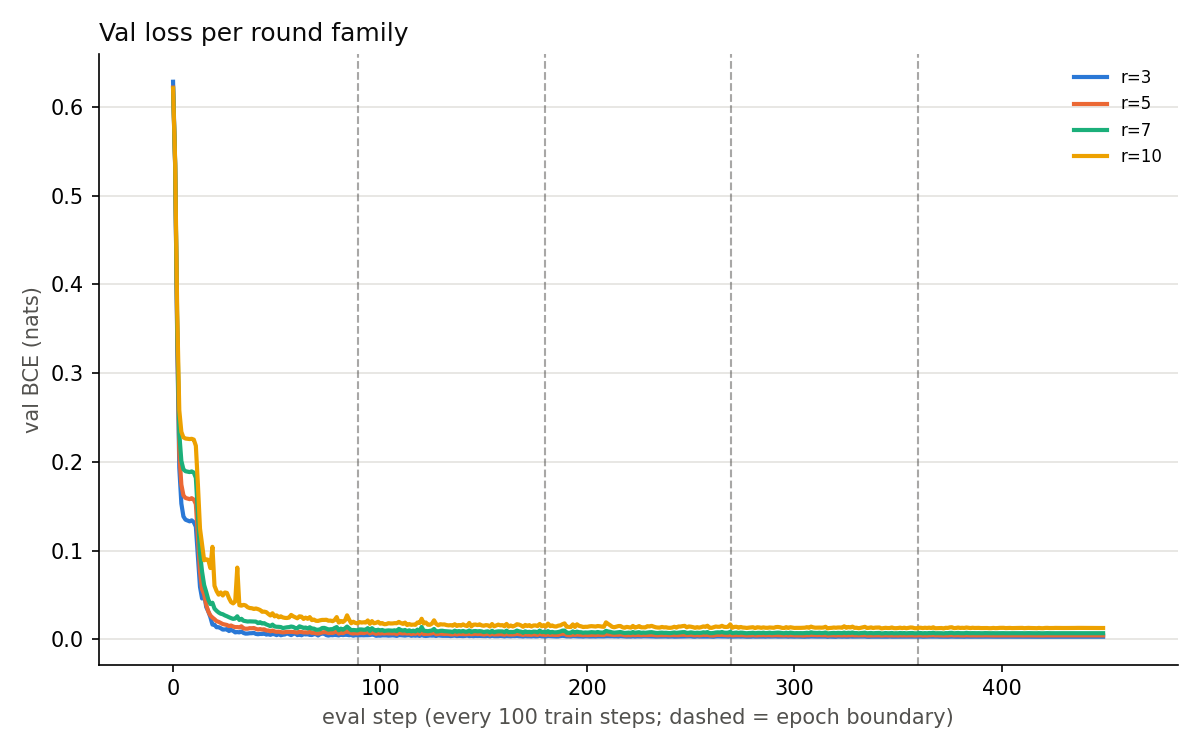 Val loss per round family
r=3
r=5
r=7
r=10
0.6
0.5
0.4
0.3
0.2
0.1
0.0
val BCE (nats)
0 100 200 300 400
eval step (every 100 train steps; dashed = epoch boundary)